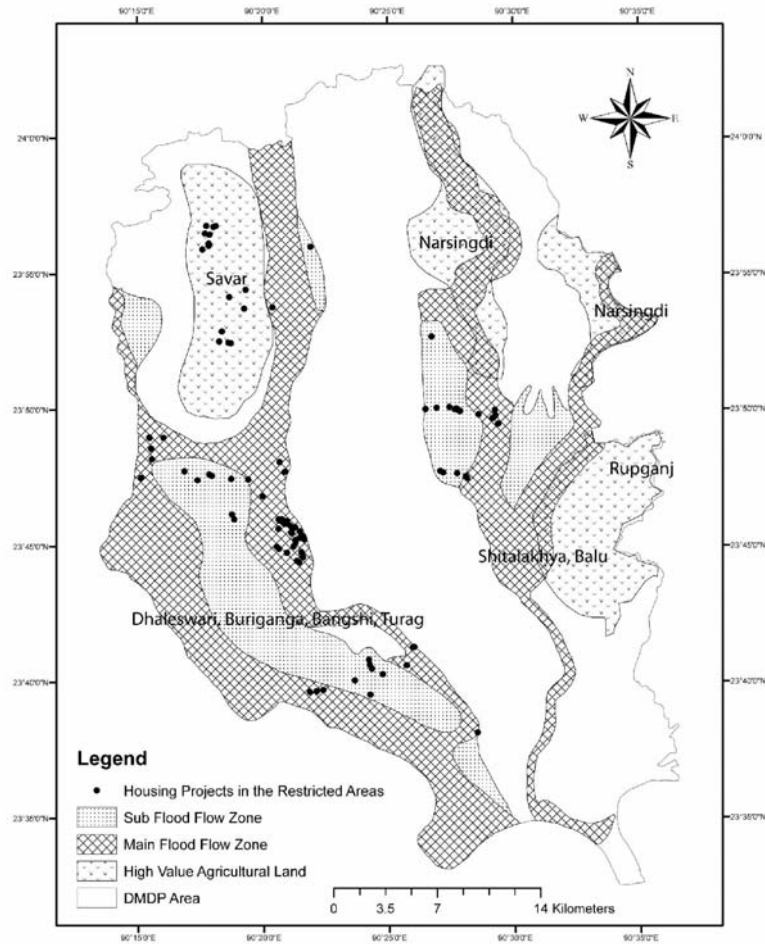 90°15'0"E 90°20'0"E 90°25'0"E 90°30'0"E 90°35'0"E
N
W E
S
24°0'0"N 24°0'0"N
Narsingdi
23°55'0"N 23°55'0"N
Savar
Narsingdi
23°50'0"N 23°50'0"N
Rupganj
23°45'0"N 23°45'0"N
Shitalakhya, Balu
Dhaleswari, Buriganga, Bangshi, Turag
23°40'0"N 23°40'0"N
Legend
Housing Projects in the Restricted Areas
Sub Flood Flow Zone
23°35'0"N 23°35'0"N
Main Flood Flow Zone
High Value Agricultural Land
DMDP Area
0 3.5 7 14 Kilometers
90°15'0"E 90°20'0"E 90°25'0"E 90°30'0"E 90°35'0"E